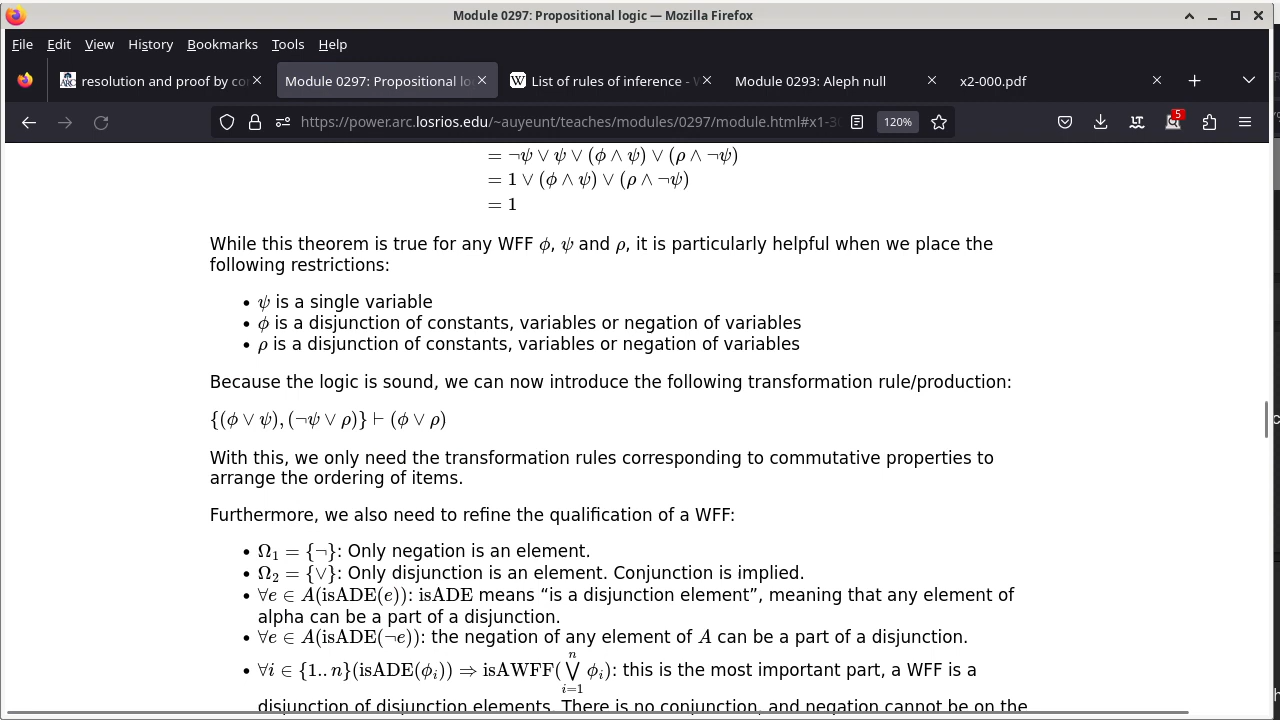 Module 0297: Propositional logic — Mozilla Firefox
File Edit View History Bookmarks Tools Help
resolution and proof by co
Module 0297: Propositional lo
List of rules of inference - W
Module 0293: Aleph null
x2-000.pdf
https://power.arc.losrios.edu/~auyeunt/teaches/modules/0297/module.html#x1-3 120% 5
= ¬ψ ∨ ψ ∨ (ϕ ∧ ψ) ∨ (ρ ∧ ¬ψ)
= 1 ∨ (ϕ ∧ ψ) ∨ (ρ ∧ ¬ψ)
= 1
While this theorem is true for any WFF ϕ, ψ and ρ, it is particularly helpful when we place the
following restrictions:
• ψ is a single variable
• ϕ is a disjunction of constants, variables or negation of variables
• ρ is a disjunction of constants, variables or negation of variables
Because the logic is sound, we can now introduce the following transformation rule/production:
{(ϕ ∨ ψ), (¬ψ ∨ ρ)} ⊢ (ϕ ∨ ρ)
With this, we only need the transformation rules corresponding to commutative properties to
arrange the ordering of items.
Furthermore, we also need to refine the qualification of a WFF:
• Ω₁ = {¬}: Only negation is an element.
• Ω₂ = {∨}: Only disjunction is an element. Conjunction is implied.
• ∀e ∈ A(isADE(e)): isADE means “is a disjunction element”, meaning that any element of
alpha can be a part of a disjunction.
• ∀e ∈ A(isADE(¬e)): the negation of any element of A can be a part of a disjunction.
• ∀i ∈ {1..n}(isADE(ϕᵢ)) ⇒ isAWFF(⋁ⁿᵢ₌₁ ϕᵢ): this is the most important part, a WFF is a
disjunction of disjunction elements. There is no conjunction, and negation cannot be on the